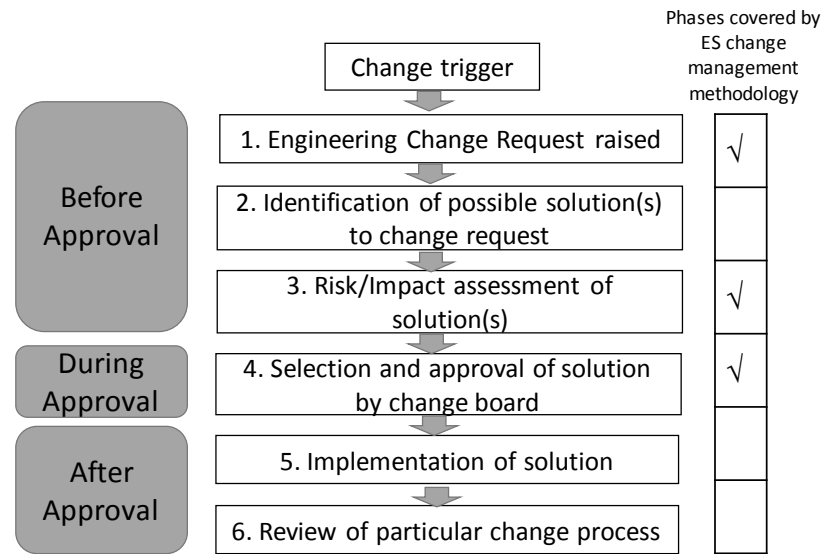 Phases covered by
ES change
management
methodology
Change trigger
Before
Approval
1. Engineering Change Request raised
√
2. Identification of possible solution(s)
to change request
3. Risk/Impact assessment of
solution(s)
√
During
Approval
4. Selection and approval of solution
by change board
√
After
Approval
5. Implementation of solution
6. Review of particular change process